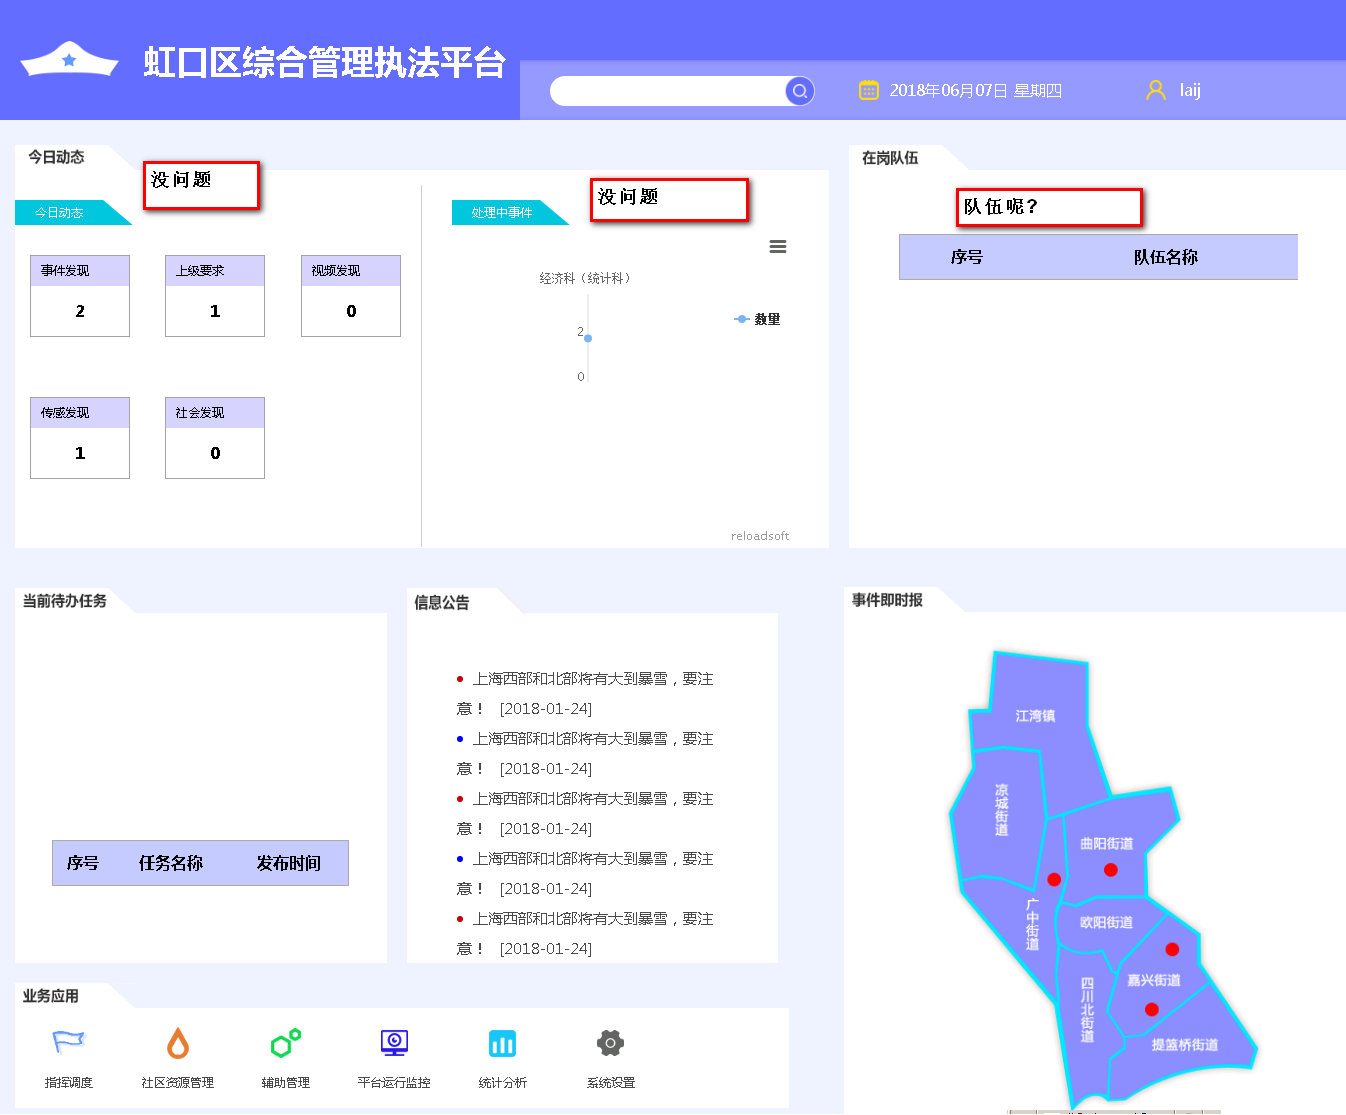 虹口区综合管理执法平台
2018年06月07日 星期四
laij
今日动态
没问题
今日动态
事件发现
上级要求
视频发现
2
1
0
传感发现
社会发现
1
0
没问题
处理中事件
经济科（统计科）
2
0
数量
reloadsoft
在岗队伍
队伍呢?
序号 队伍名称
当前待办任务
序号 任务名称 发布时间
信息公告
上海西部和北部将有大到暴雪，要注
意！ [2018-01-24]
上海西部和北部将有大到暴雪，要注
意！ [2018-01-24]
上海西部和北部将有大到暴雪，要注
意！ [2018-01-24]
上海西部和北部将有大到暴雪，要注
意！ [2018-01-24]
上海西部和北部将有大到暴雪，要注
意！ [2018-01-24]
事件即时报
江湾镇
凉城街道
曲阳街道
广中街道
欧阳街道
嘉兴街道
四川北街道
提篮桥街道
业务应用
指挥调度
社区资源管理
辅助管理
平台运行监控
统计分析
系统设置